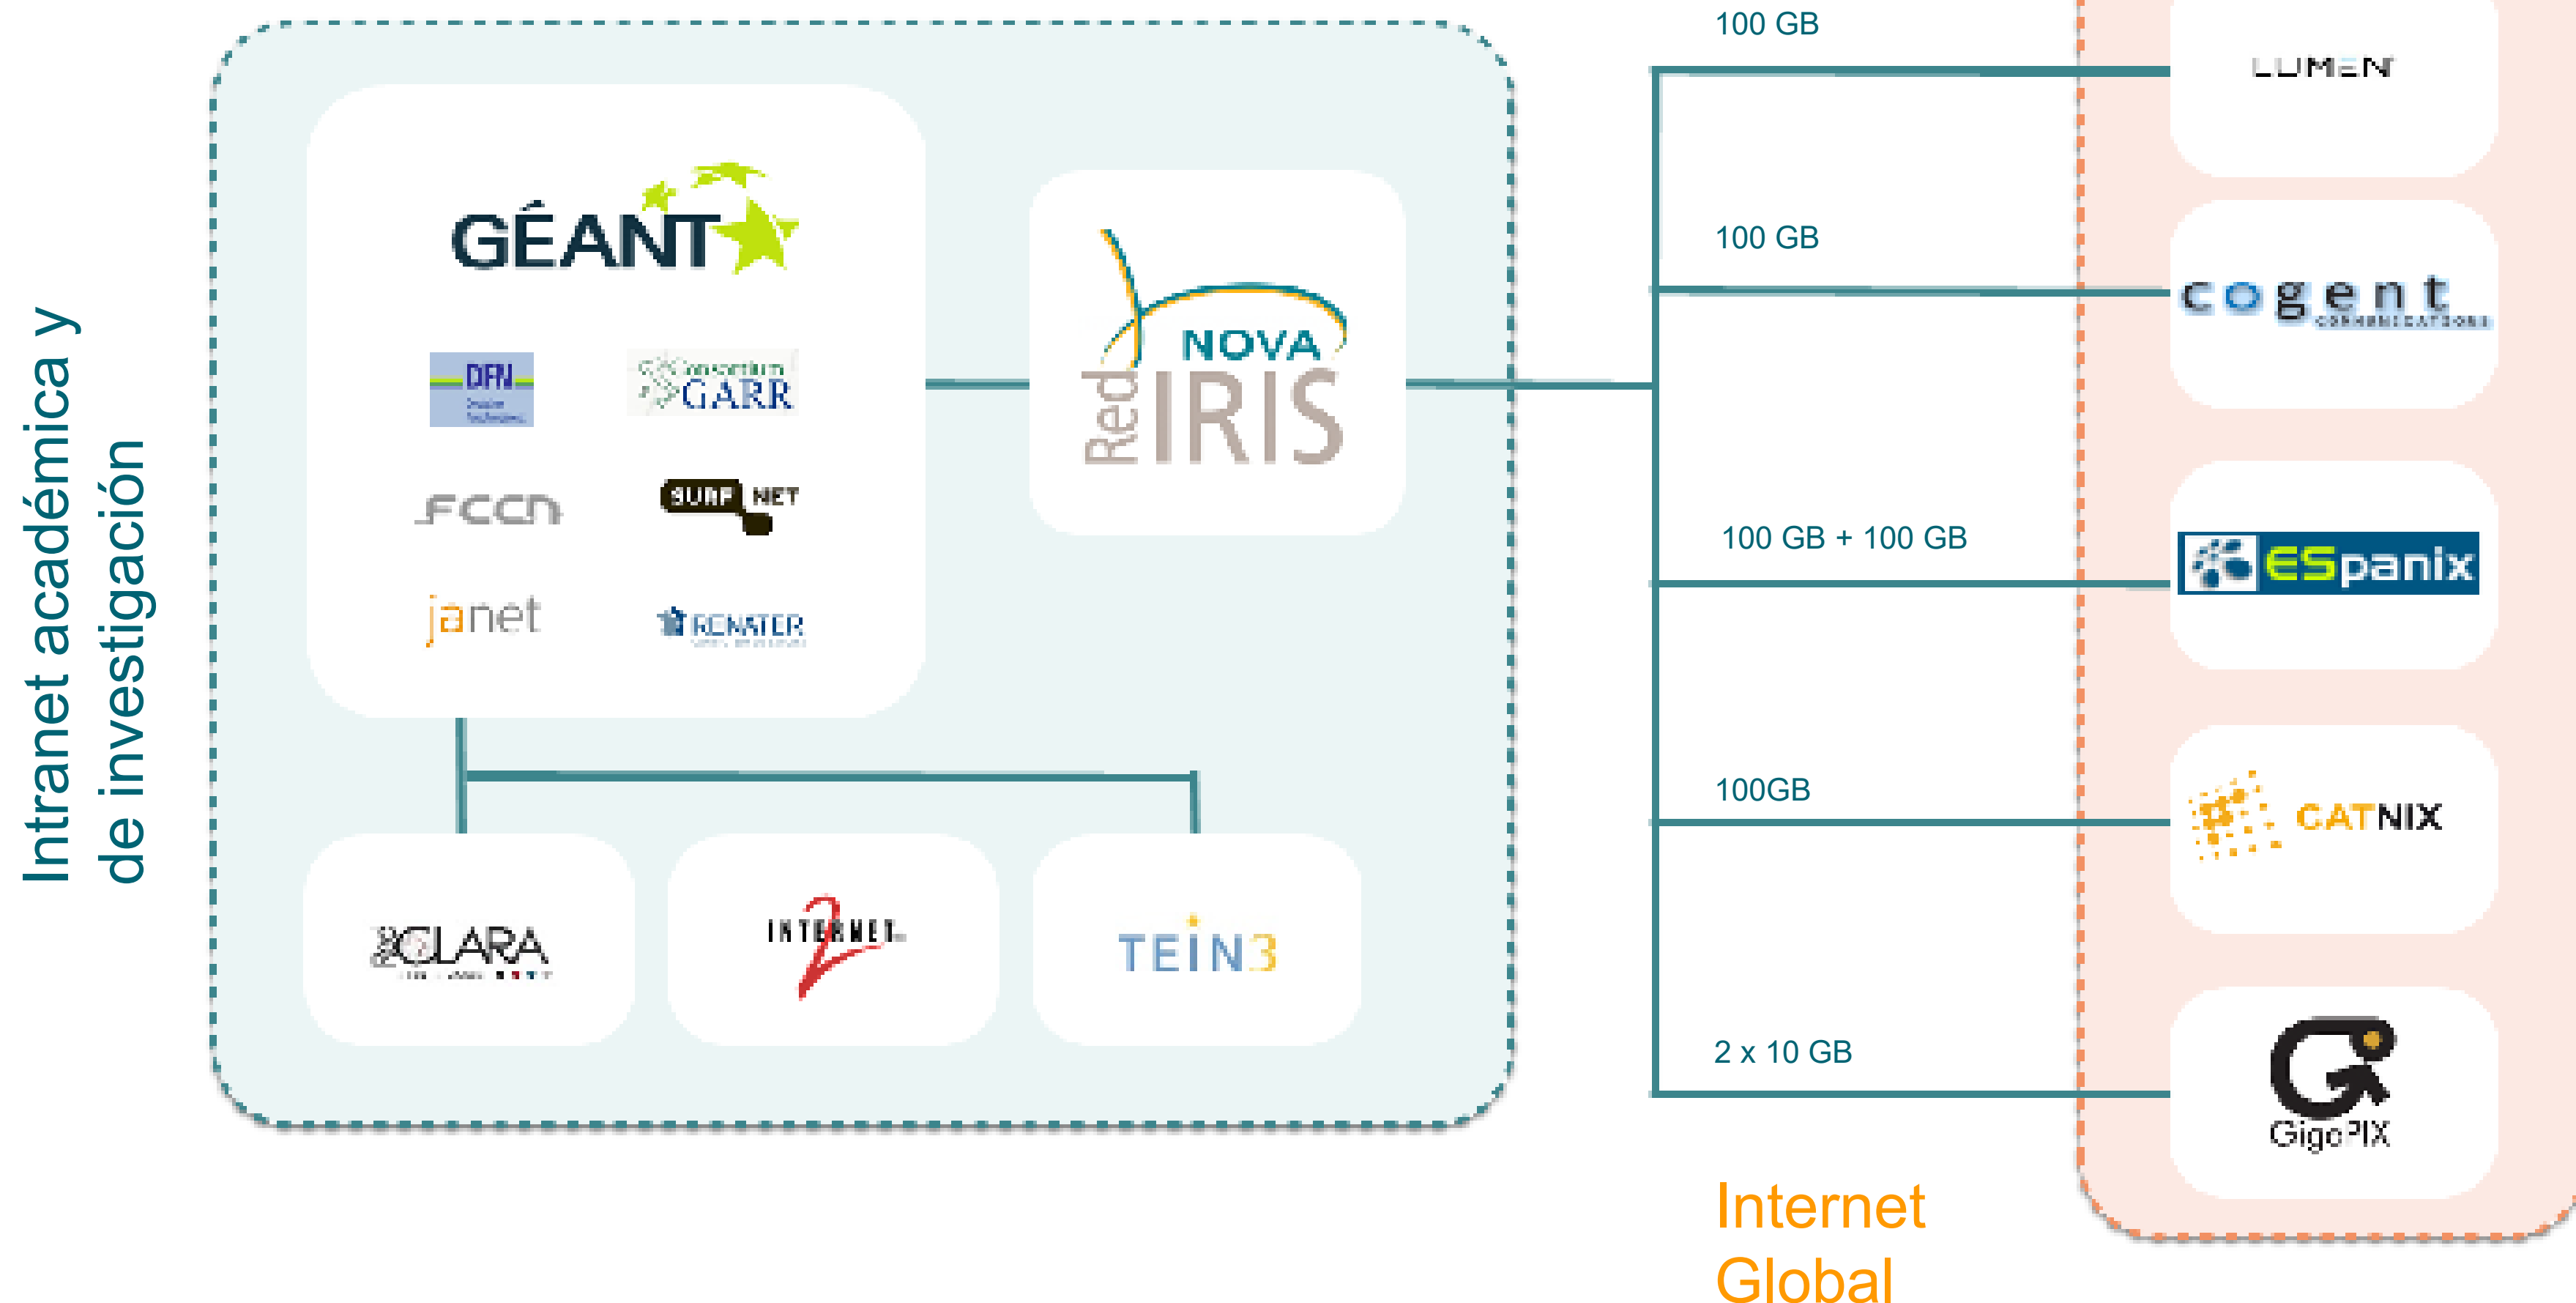 Intranet académica y
de investigación
GÉANT
DFN
Consortium
GARR
FCCN
SURF NET
janet
RENATER
NOVA
Red IRIS
CLARA
INTERNET 2
TEIN3
100 GB
LUMEN
100 GB
cogent
COMMUNICATIONS
100 GB + 100 GB
ESpanix
100GB
CATNIX
2 x 10 GB
GigaPIX
Internet
Global